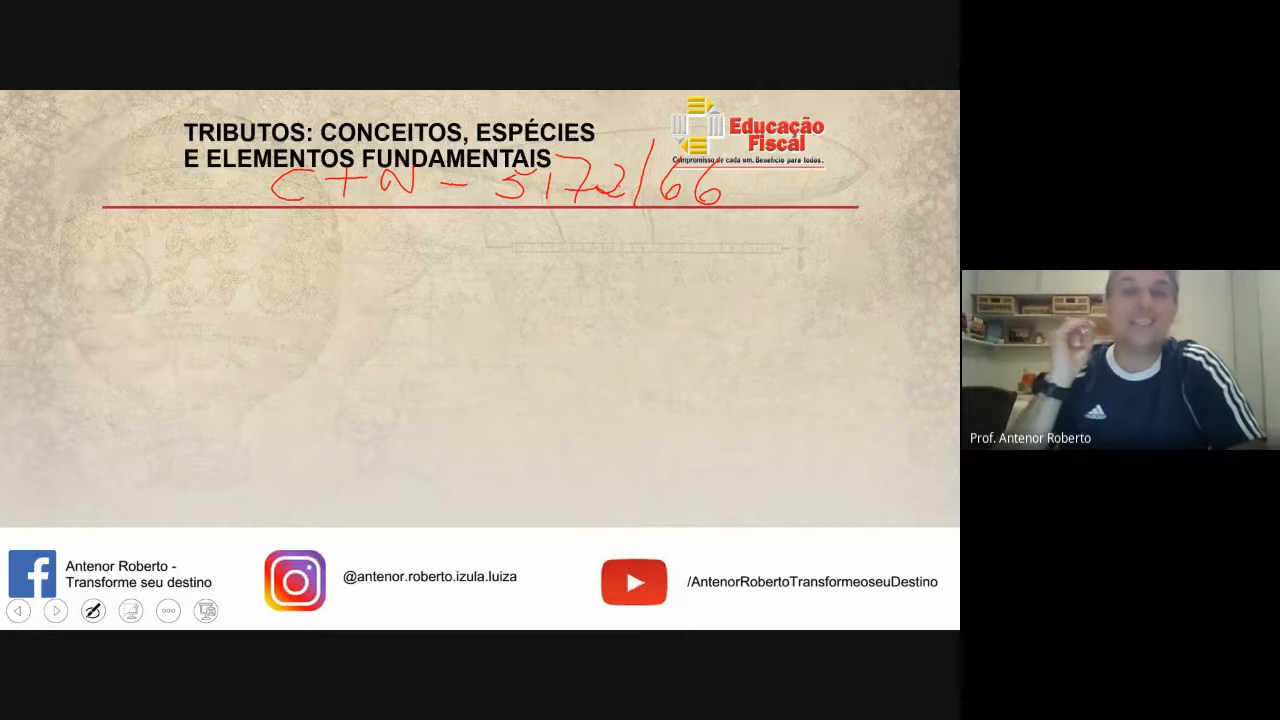 TRIBUTOS: CONCEITOS, ESPÉCIES
E ELEMENTOS FUNDAMENTAIS
Educação
Fiscal
Compromisso de cada um. Benefício para todos.
CTN - 5172/66
Prof. Antenor Roberto
Antenor Roberto -
Transforme seu destino
@antenor.roberto.izula.luiza
/AntenorRobertoTransformeoseuDestino